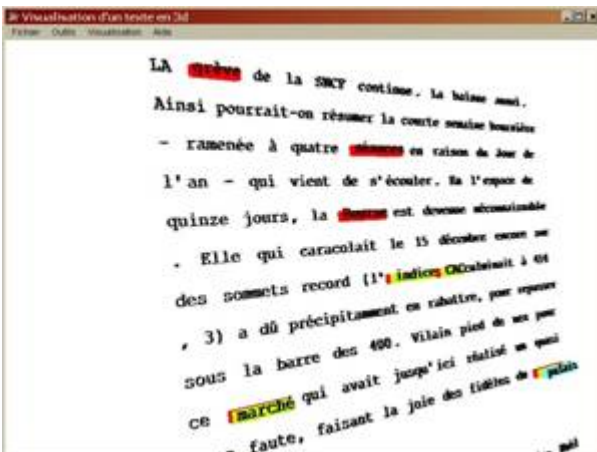 Visualisation d'un texte en 3d
Fichier Outils Visualisation Aide
LA grève de la SNCF continue. La baisse aussi.
Ainsi pourrait-on résumer la courte semaine boursière
- ramenée à quatre séances en raison du Jour de
l'an - qui vient de s'écouler. En l'espace de
quinze jours, la Bourse est devenue méconnaissable
. Elle qui caracolait le 15 décembre encore sur
des sommets record (l' indices CAC culminait à
, 3) a dû précipitamment en rabattre, pour repasser
sous la barre des 400. Vilain pied de nez pour
ce marché qui avait jusqu'ici réalisé un quasi
faute, faisant la joie des fidèles du palais